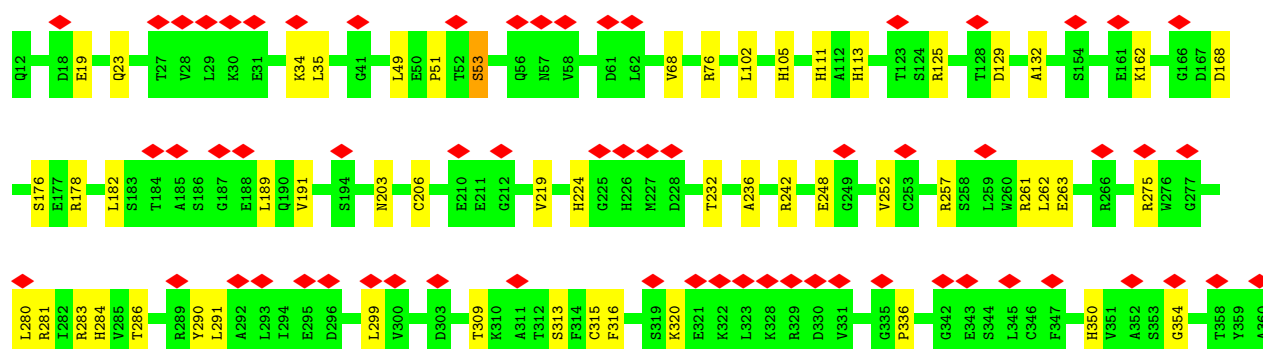 Q12 D18 E19 Q23 T27 V28 L29 K30 E31 K34 L35 G41 L49 E50 P51 T52 S53 Q56 N57 V58 D61 L62 V68 R76 L102 H105 H111 A112 H113 T123 S124 R125 T128 D129 A132 S154 E161 K162 G166 D167 D168
S176 E177 R178 L182 S183 T184 A185 S186 G187 E188 L189 Q190 V191 S194 N203 C206 E210 E211 G212 V219 H224 G225 H226 M227 D228 T232 A236 R242 E248 G249 V252 C253 R257 S258 L259 W260 R261 L262 E263 R266 R275 W276 G277
L280 R281 I282 R283 H284 V285 T286 R289 Y290 L291 A292 L293 I294 E295 D296 L299 V300 D303 T309 K310 A311 T312 S313 F314 C315 F316 S319 K320 E321 K322 L323 K328 R329 D330 V331 G335 P336 G342 E343 S344 L345 C346 F347 H350 V351 A352 S353 G354 T358 Y359 A360